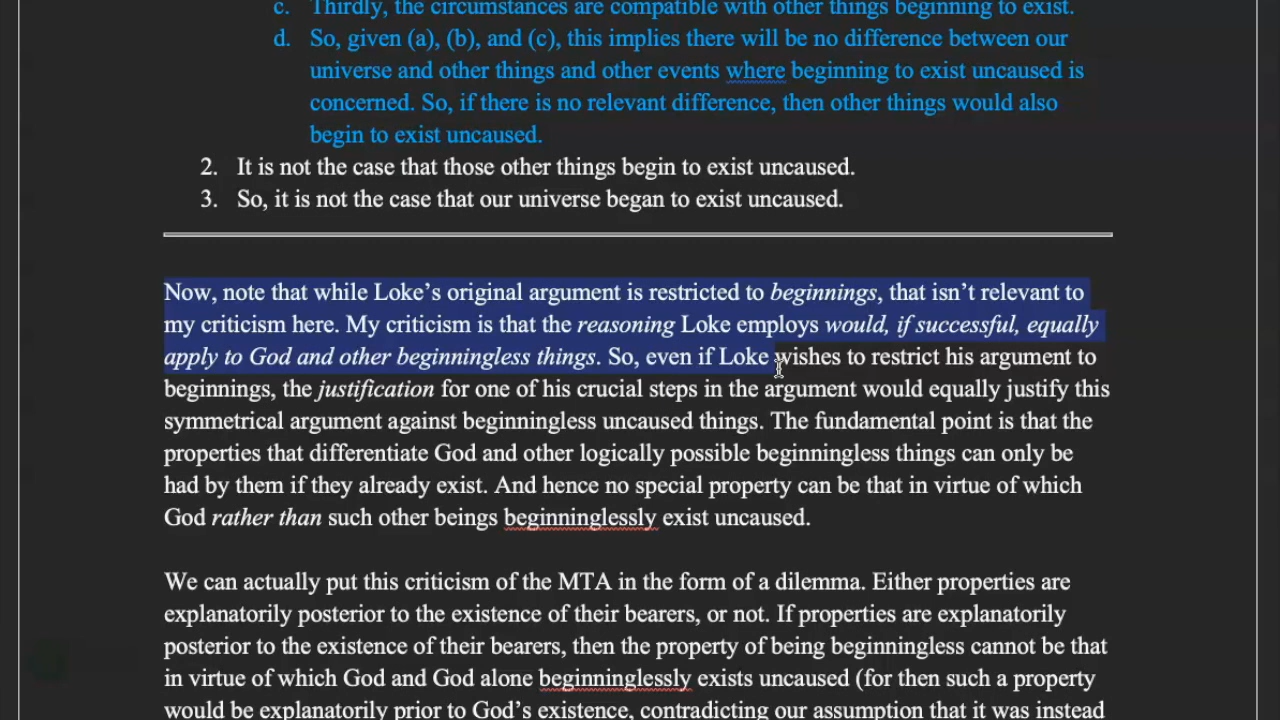 c. Thirdly, the circumstances are compatible with other things beginning to exist.
d. So, given (a), (b), and (c), this implies there will be no difference between our
universe and other things and other events where beginning to exist uncaused is
concerned. So, if there is no relevant difference, then other things would also
begin to exist uncaused.
2. It is not the case that those other things begin to exist uncaused.
3. So, it is not the case that our universe began to exist uncaused.
Now, note that while Loke’s original argument is restricted to beginnings, that isn’t relevant to
my criticism here. My criticism is that the reasoning Loke employs would, if successful, equally
apply to God and other beginningless things. So, even if Loke wishes to restrict his argument to
beginnings, the justification for one of his crucial steps in the argument would equally justify this
symmetrical argument against beginningless uncaused things. The fundamental point is that the
properties that differentiate God and other logically possible beginningless things can only be
had by them if they already exist. And hence no special property can be that in virtue of which
God rather than such other beings beginninglessly exist uncaused.
We can actually put this criticism of the MTA in the form of a dilemma. Either properties are
explanatorily posterior to the existence of their bearers, or not. If properties are explanatorily
posterior to the existence of their bearers, then the property of being beginningless cannot be that
in virtue of which God and God alone beginninglessly exists uncaused (for then such a property
would be explanatorily prior to God’s existence, contradicting our assumption that it was instead